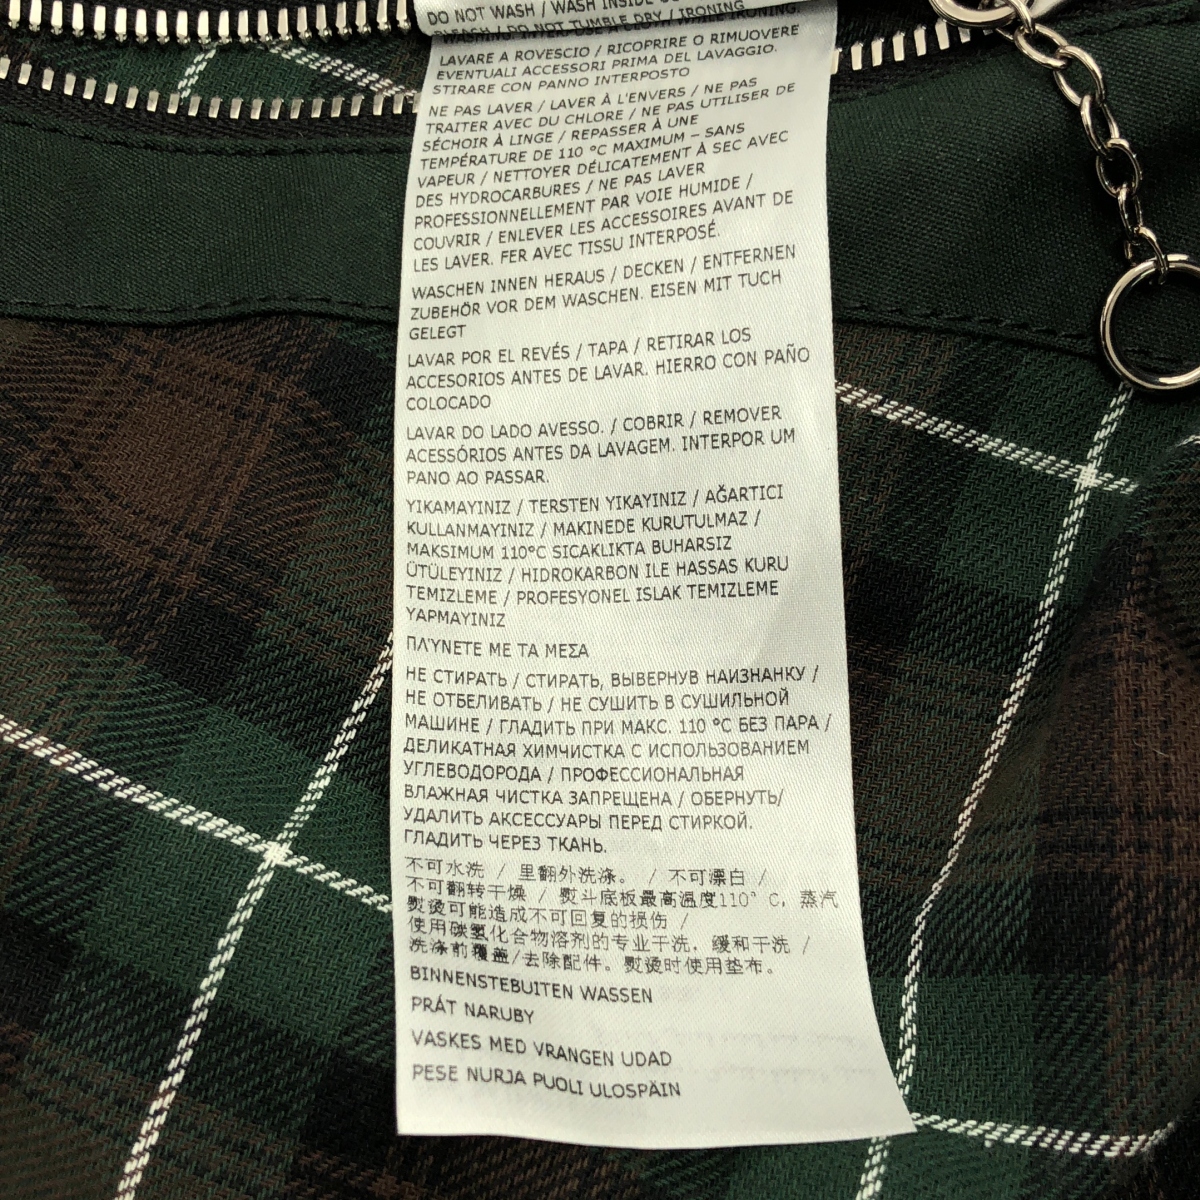 DO NOT WASH / WASH INSIDE
BLEACH / DO NOT TUMBLE DRY / IRONING
WHILE IRONING.
LAVARE A ROVESCIO / RICOPRIRE O RIMUOVERE
EVENTUALI ACCESSORI PRIMA DEL LAVAGGIO.
STIRARE CON PANNO INTERPOSTO
NE PAS LAVER / LAVER À L'ENVERS / NE PAS
TRAITER AVEC DU CHLORE / NE PAS UTILISER DE
SÉCHOIR À LINGE / REPASSER À UNE
TEMPÉRATURE DE 110 °C MAXIMUM – SANS
VAPEUR / NETTOYER DÉLICATEMENT À SEC AVEC
DES HYDROCARBURES / NE PAS LAVER
PROFESSIONNELLEMENT PAR VOIE HUMIDE /
COUVRIR / ENLEVER LES ACCESSOIRES AVANT DE
LES LAVER. FER AVEC TISSU INTERPOSÉ.
WASCHEN INNEN HERAUS / DECKEN / ENTFERNEN
ZUBEHÖR VOR DEM WASCHEN. EISEN MIT TUCH
GELEGT
LAVAR POR EL REVÉS / TAPA / RETIRAR LOS
ACCESORIOS ANTES DE LAVAR. HIERRO CON PAÑO
COLOCADO
LAVAR DO LADO AVESSO. / COBRIR / REMOVER
ACESSÓRIOS ANTES DA LAVAGEM. INTERPOR UM
PANO AO PASSAR.
YIKAMAYINIZ / TERSTEN YIKAYINIZ / AĞARTICI
KULLANMAYINIZ / MAKINEDE KURUTULMAZ /
MAKSIMUM 110°C SICAKLIKTA BUHARSIZ
ÜTÜLEYINIZ / HIDROKARBON ILE HASSAS KURU
TEMIZLEME / PROFESYONEL ISLAK TEMIZLEME
YAPMAYINIZ
ΠΛΎΝΕΤΕ ΜΕ ΤΑ ΜΕΣΑ
НЕ СТИРАТЬ / СТИРАТЬ, ВЫВЕРНУВ НАИЗНАНКУ /
НЕ ОТБЕЛИВАТЬ / НЕ СУШИТЬ В СУШИЛЬНОЙ
МАШИНЕ / ГЛАДИТЬ ПРИ МАКС. 110 °C БЕЗ ПАРА /
ДЕЛИКАТНАЯ ХИМЧИСТКА С ИСПОЛЬЗОВАНИЕМ
УГЛЕВОДОРОДА / ПРОФЕССИОНАЛЬНАЯ
ВЛАЖНАЯ ЧИСТКА ЗАПРЕЩЕНА / ОБЕРНУТЬ/
УДАЛИТЬ АКСЕССУАРЫ ПЕРЕД СТИРКОЙ.
ГЛАДИТЬ ЧЕРЕЗ ТКАНЬ.
不可水洗 / 里翻外洗涤。 / 不可漂白 /
不可翻转干燥 / 熨斗底板最高温度110°C, 蒸汽
熨烫可能造成不可回复的损伤 /
使用碳氢化合物溶剂的专业干洗, 缓和干洗 /
洗涤前覆盖/去除配件。熨烫时使用垫布。
BINNENSTEBUITEN WASSEN
PRÁT NARUBY
VASKES MED VRANGEN UDAD
PESE NURJA PUOLI ULOSPÄIN